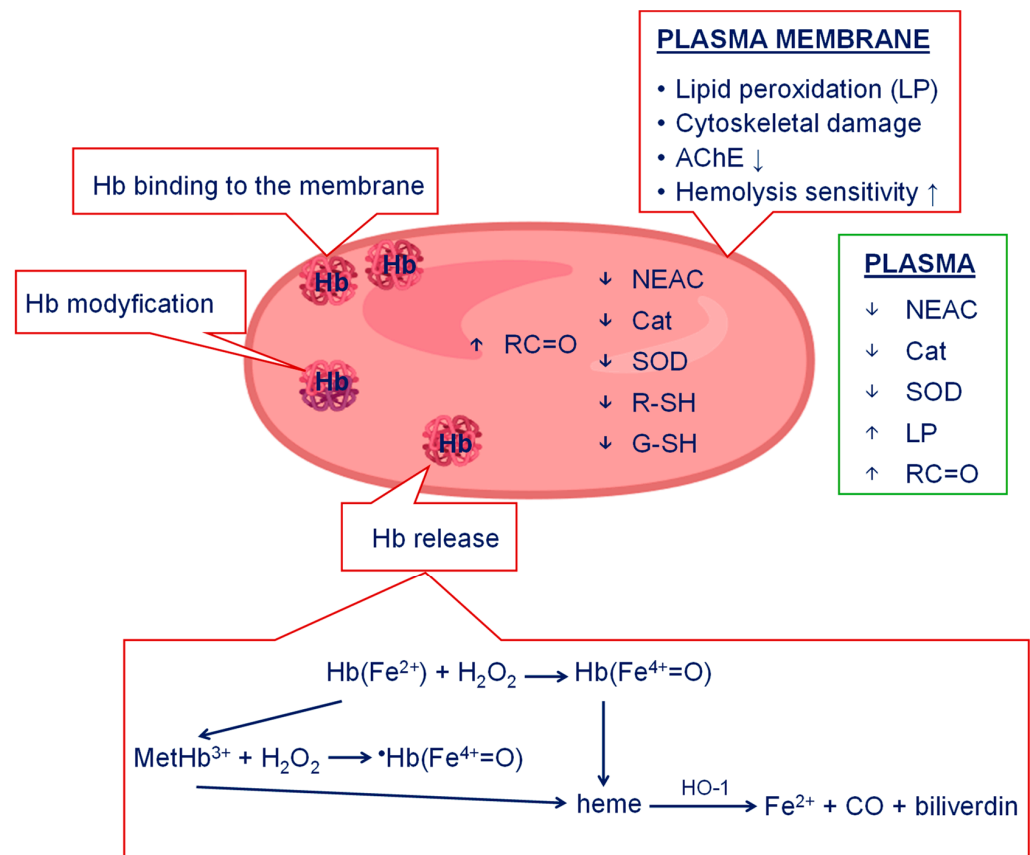 PLASMA MEMBRANE
• Lipid peroxidation (LP)
• Cytoskeletal damage
• AChE ↓
• Hemolysis sensitivity ↑
Hb binding to the membrane
Hb modyfication
Hb
Hb
Hb
Hb
↑ RC=O
↓ NEAC
↓ Cat
↓ SOD
↓ R-SH
↓ G-SH
PLASMA
↓ NEAC
↓ Cat
↓ SOD
↑ LP
↑ RC=O
Hb release
Hb(Fe²⁺) + H₂O₂ → Hb(Fe⁴⁺=O)
MetHb³⁺ + H₂O₂ → •Hb(Fe⁴⁺=O)
HO-1
heme → Fe²⁺ + CO + biliverdin